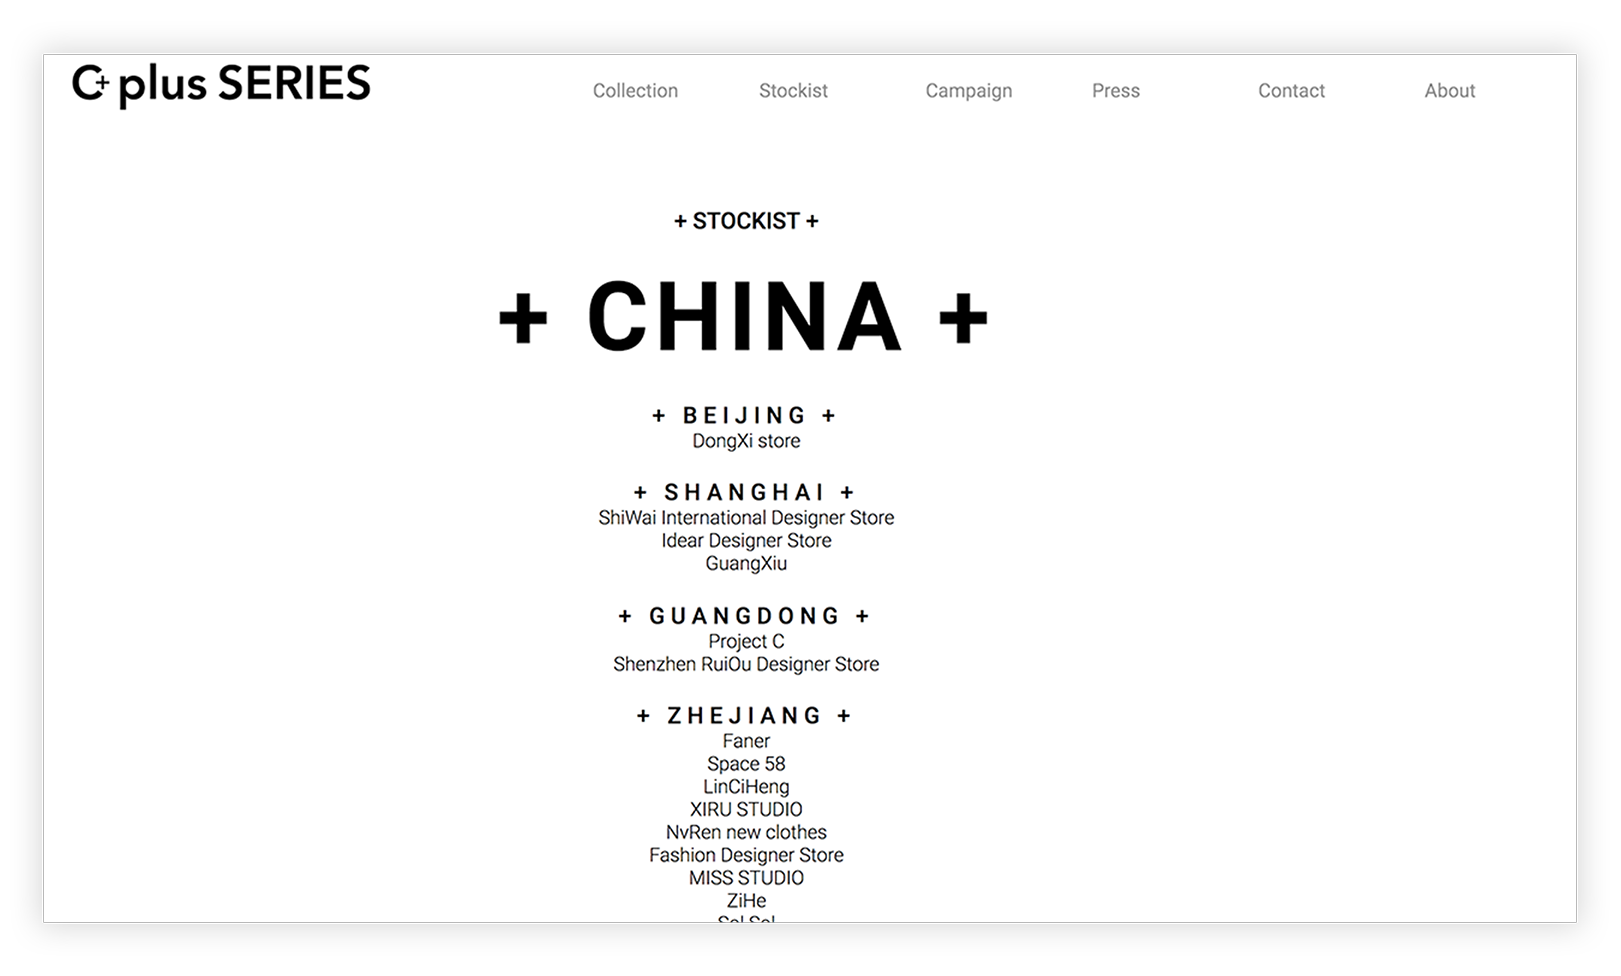 C+ plus SERIES
Collection Stockist Campaign Press Contact About
+ STOCKIST +
+ CHINA +
+ BEIJING +
DongXi store
+ SHANGHAI +
ShiWai International Designer Store
Idear Designer Store
GuangXiu
+ GUANGDONG +
Project C
Shenzhen RuiOu Designer Store
+ ZHEJIANG +
Faner
Space 58
LinCiHeng
XIRU STUDIO
NvRen new clothes
Fashion Designer Store
MISS STUDIO
ZiHe